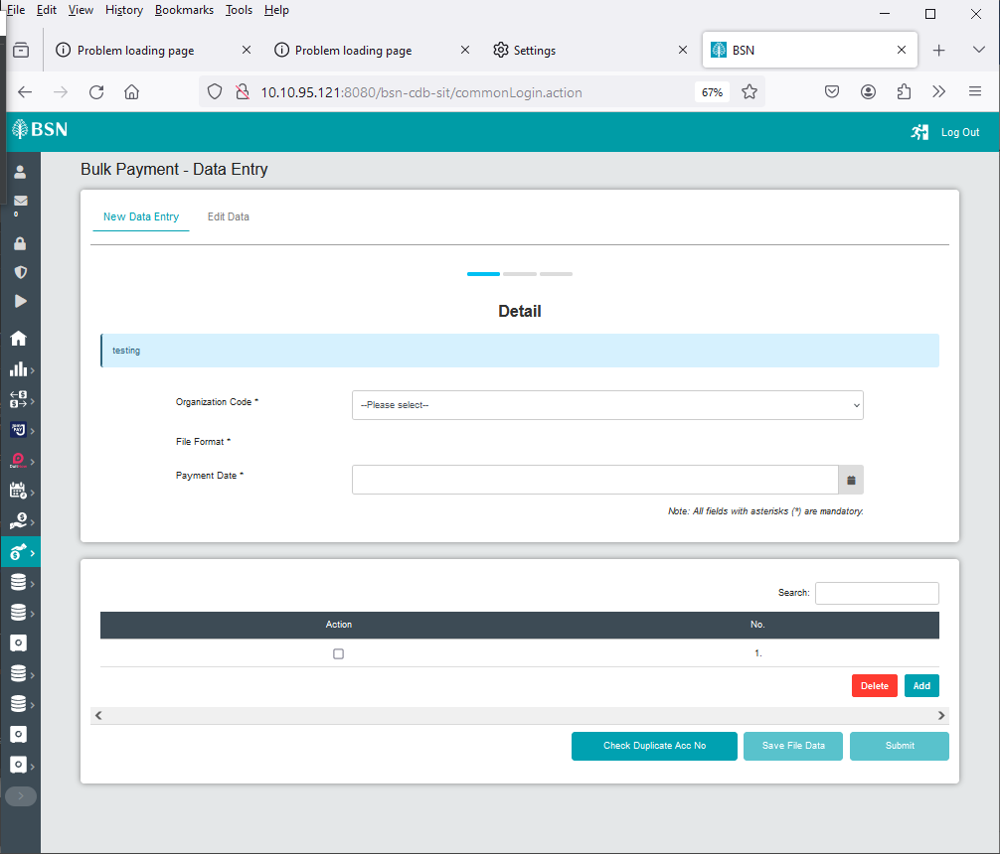 File Edit View History Bookmarks Tools Help
Problem loading page
Problem loading page
Settings
BSN
10.10.95.121:8080/bsn-cdb-sit/commonLogin.action
67%
BSN
Log Out
0
Bulk Payment - Data Entry
New Data Entry
Edit Data
Detail
testing
Organization Code *
--Please select--
File Format *
Payment Date *
Note: All fields with asterisks (*) are mandatory.
Search:
Action
No.
1.
Delete
Add
Check Duplicate Acc No
Save File Data
Submit